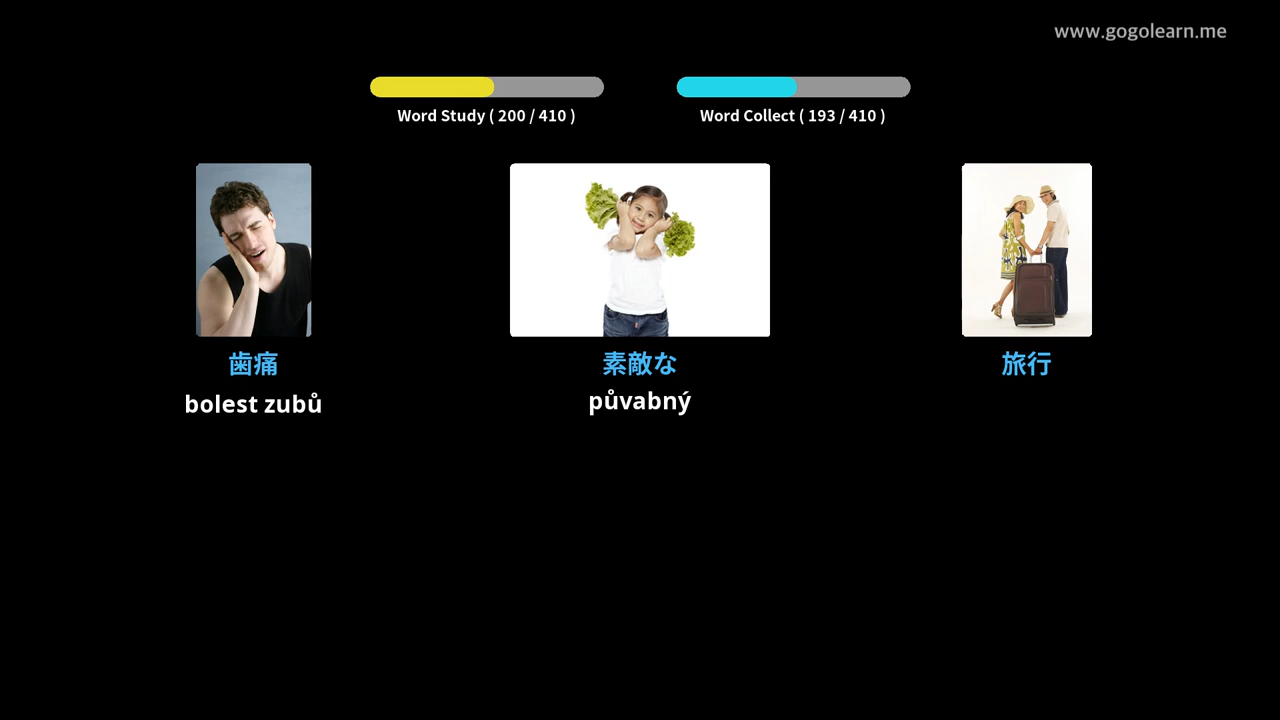 www.gogolearn.me
Word Study ( 200 / 410 )
Word Collect ( 193 / 410 )
歯痛
素敵な
旅行
bolest zubů
půvabný